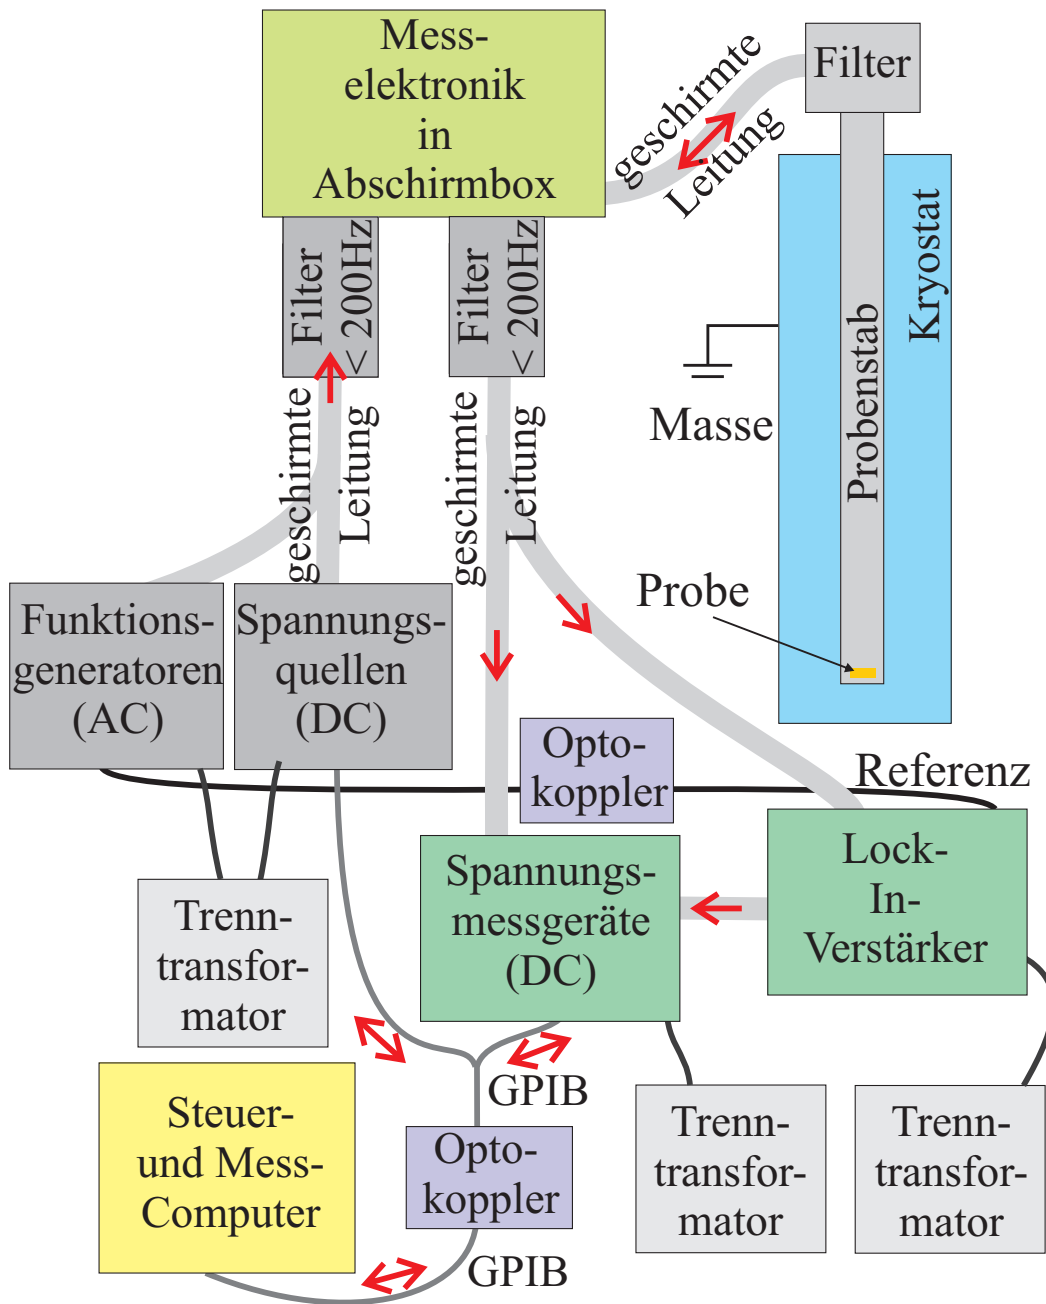 Mess-
elektronik
in
Abschirmbox
geschirmte
Leitung
Filter
Filter
< 200Hz
Filter
< 200Hz
Kryostat
Probenstab
Masse
geschirmte
Leitung
geschirmte
Leitung
Probe
Funktions-
generatoren
(AC)
Spannungs-
quellen
(DC)
Opto-
koppler
Referenz
Spannungs-
messgeräte
(DC)
Lock-
In-
Verstärker
Trenn-
transfor-
mator
GPIB
Steuer-
und Mess-
Computer
Opto-
koppler
GPIB
Trenn-
transfor-
mator
Trenn-
transfor-
mator